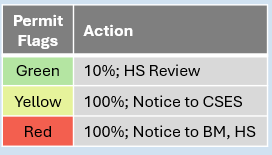 Permit Flags Action
Green 10%; HS Review
Yellow 100%; Notice to CSES
Red 100%; Notice to BM, HS